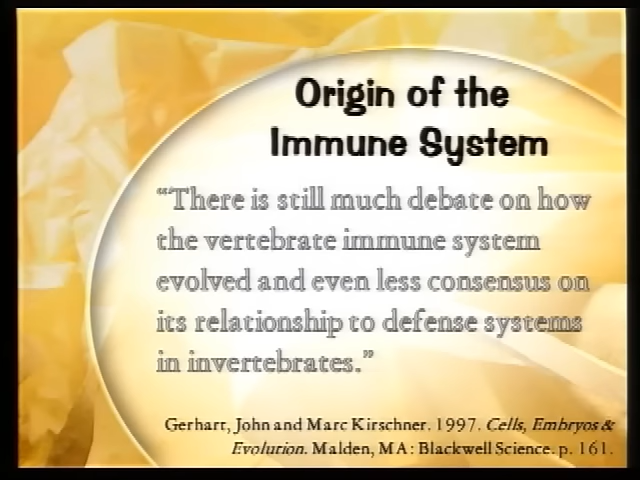 Origin of the
Immune System
“There is still much debate on how
the vertebrate immune system
evolved and even less consensus on
its relationship to defense systems
in invertebrates.”
Gerhart, John and Marc Kirschner. 1997. Cells, Embryos &
Evolution. Malden, MA: Blackwell Science. p. 161.